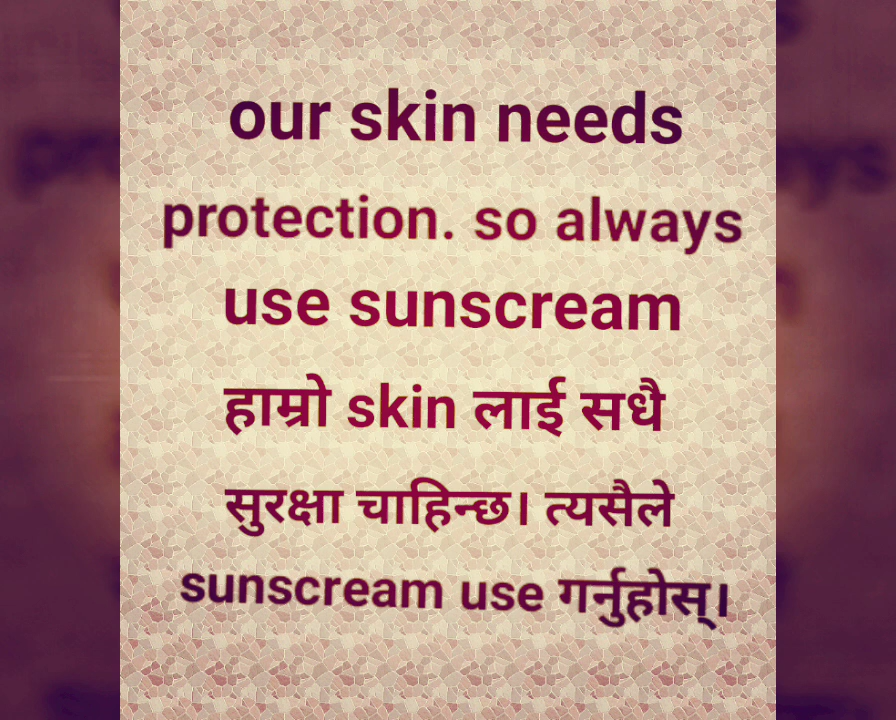 our skin needs
protection. so always
use sunscream
हाम्रो skin लाई सधै
सुरक्षा चाहिन्छ। त्यसैले
sunscream use गर्नुहोस्।